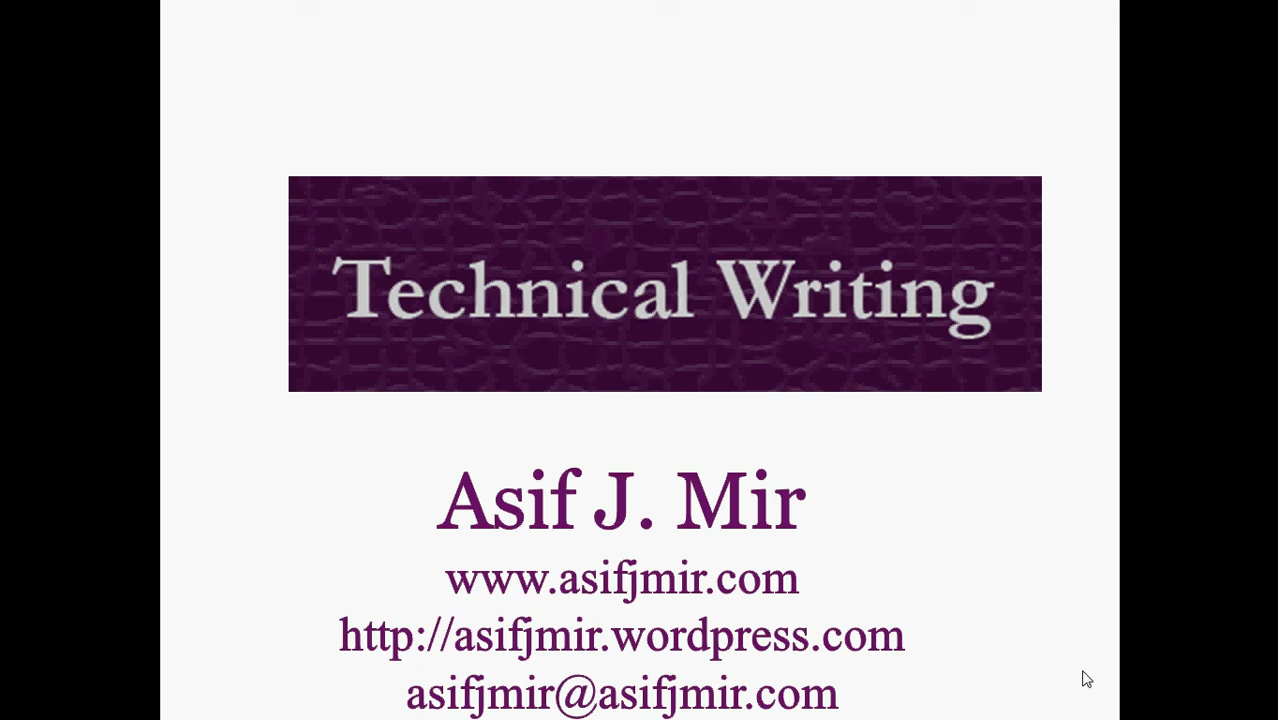 Technical Writing
Asif J. Mir
www.asifjmir.com
http://asifjmir.wordpress.com
asifjmir@asifjmir.com